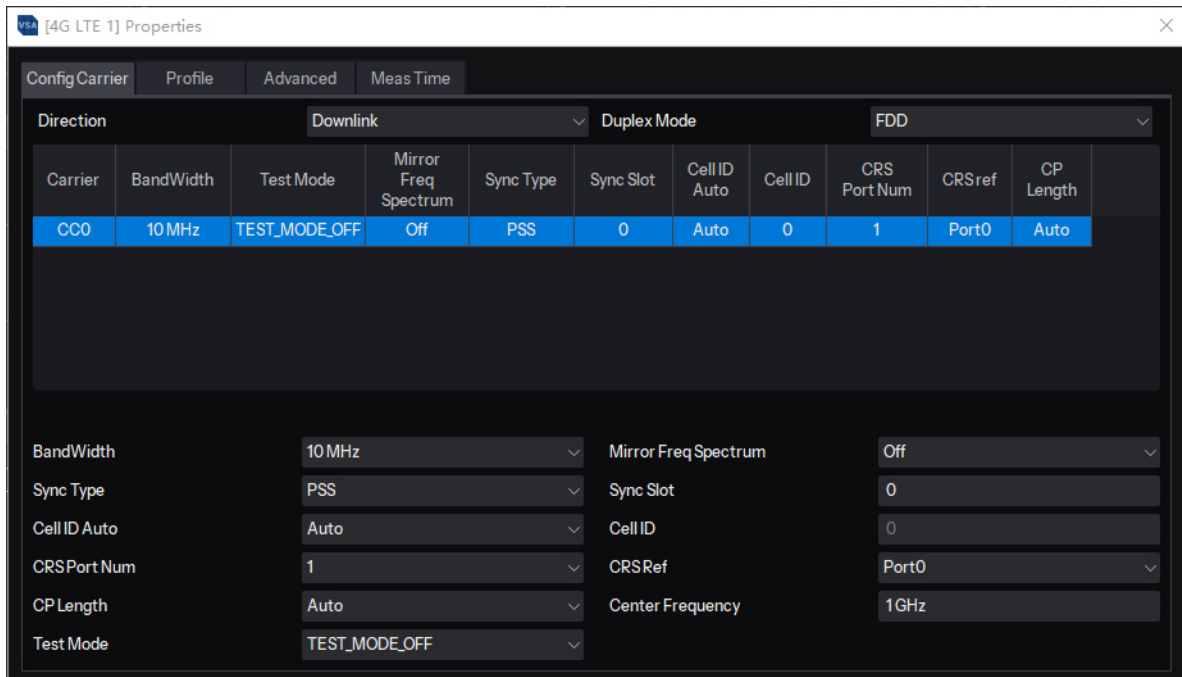 VSA [4G LTE 1] Properties
Config Carrier Profile Advanced Meas Time
Direction Downlink Duplex Mode FDD
Carrier BandWidth Test Mode Mirror Freq Spectrum Sync Type Sync Slot Cell ID Auto Cell ID CRS Port Num CRS ref CP Length
CC0 10 MHz TEST_MODE_OFF Off PSS 0 Auto 0 1 Port0 Auto
BandWidth 10 MHz Mirror Freq Spectrum Off
Sync Type PSS Sync Slot 0
Cell ID Auto Auto Cell ID 0
CRS Port Num 1 CRS Ref Port0
CP Length Auto Center Frequency 1 GHz
Test Mode TEST_MODE_OFF